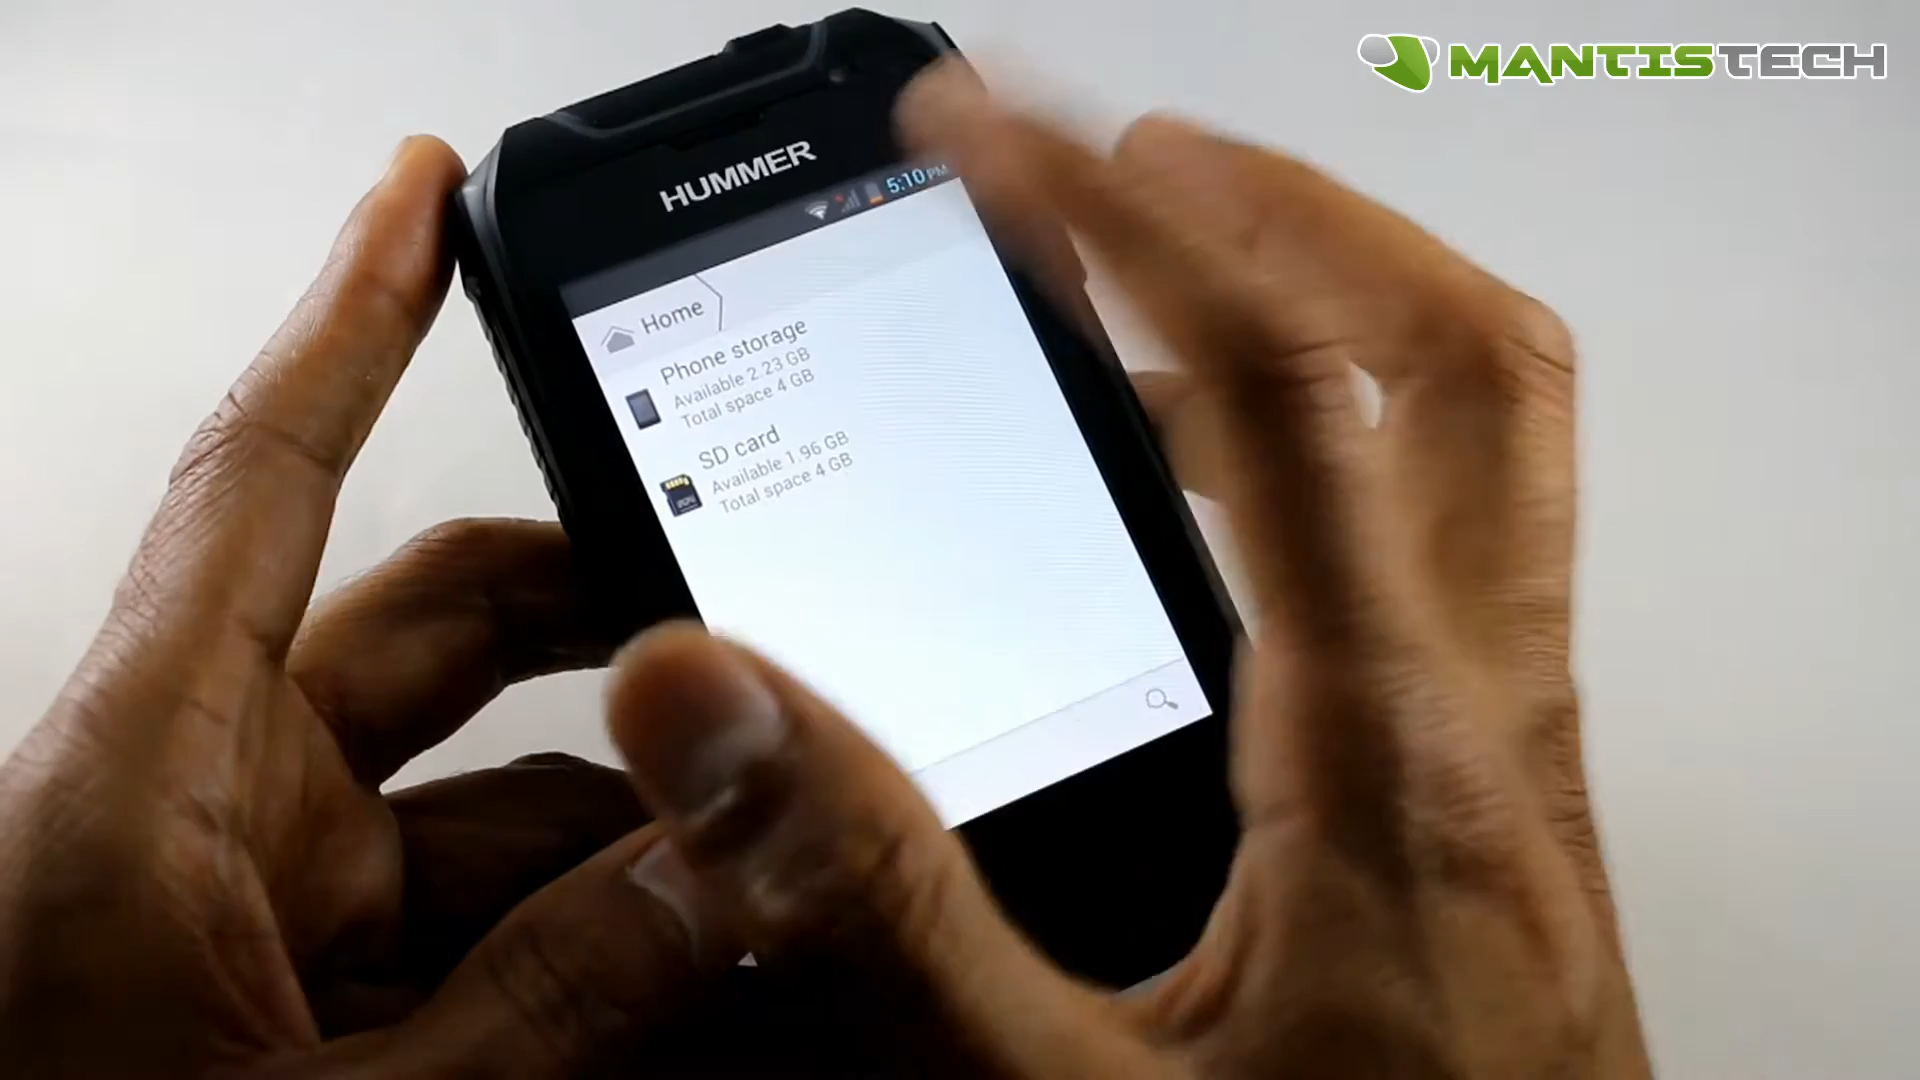 MANTISTECH
HUMMER
5:10 PM
Home
Phone storage
Available 2.23 GB
Total space 4 GB
SD card
Available 1.96 GB
Total space 4 GB